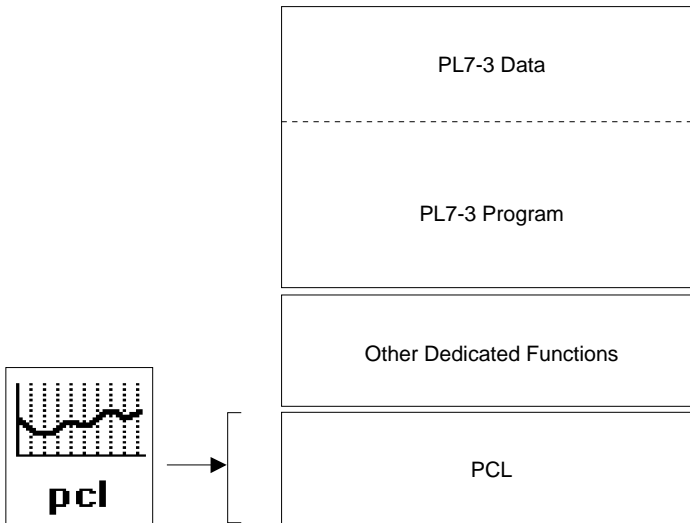 PL7-3 Data
PL7-3 Program
Other Dedicated Functions
pcl
PCL